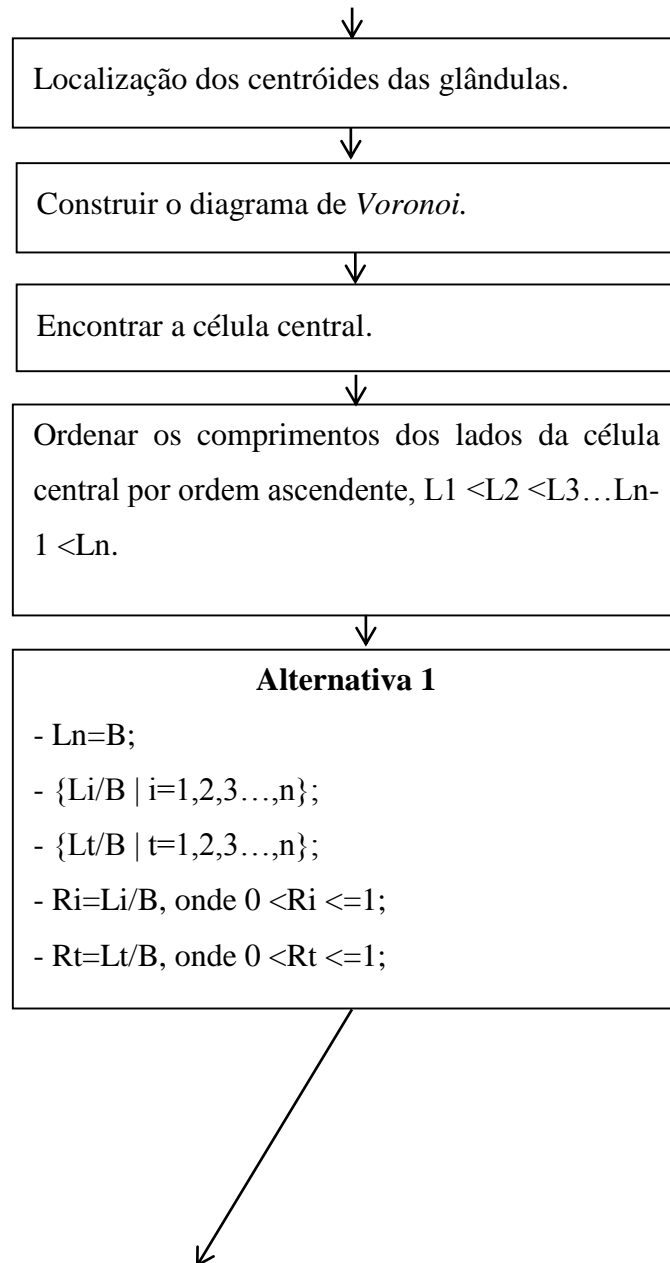 Localização dos centróides das glândulas.
Construir o diagrama de Voronoi.
Encontrar a célula central.
Ordenar os comprimentos dos lados da célula
central por ordem ascendente, L1 <L2 <L3…Ln-
1 <Ln.
Alternativa 1
- Ln=B;
- {Li/B | i=1,2,3…,n};
- {Lt/B | t=1,2,3…,n};
- Ri=Li/B, onde 0 <Ri <=1;
- Rt=Lt/B, onde 0 <Rt <=1;